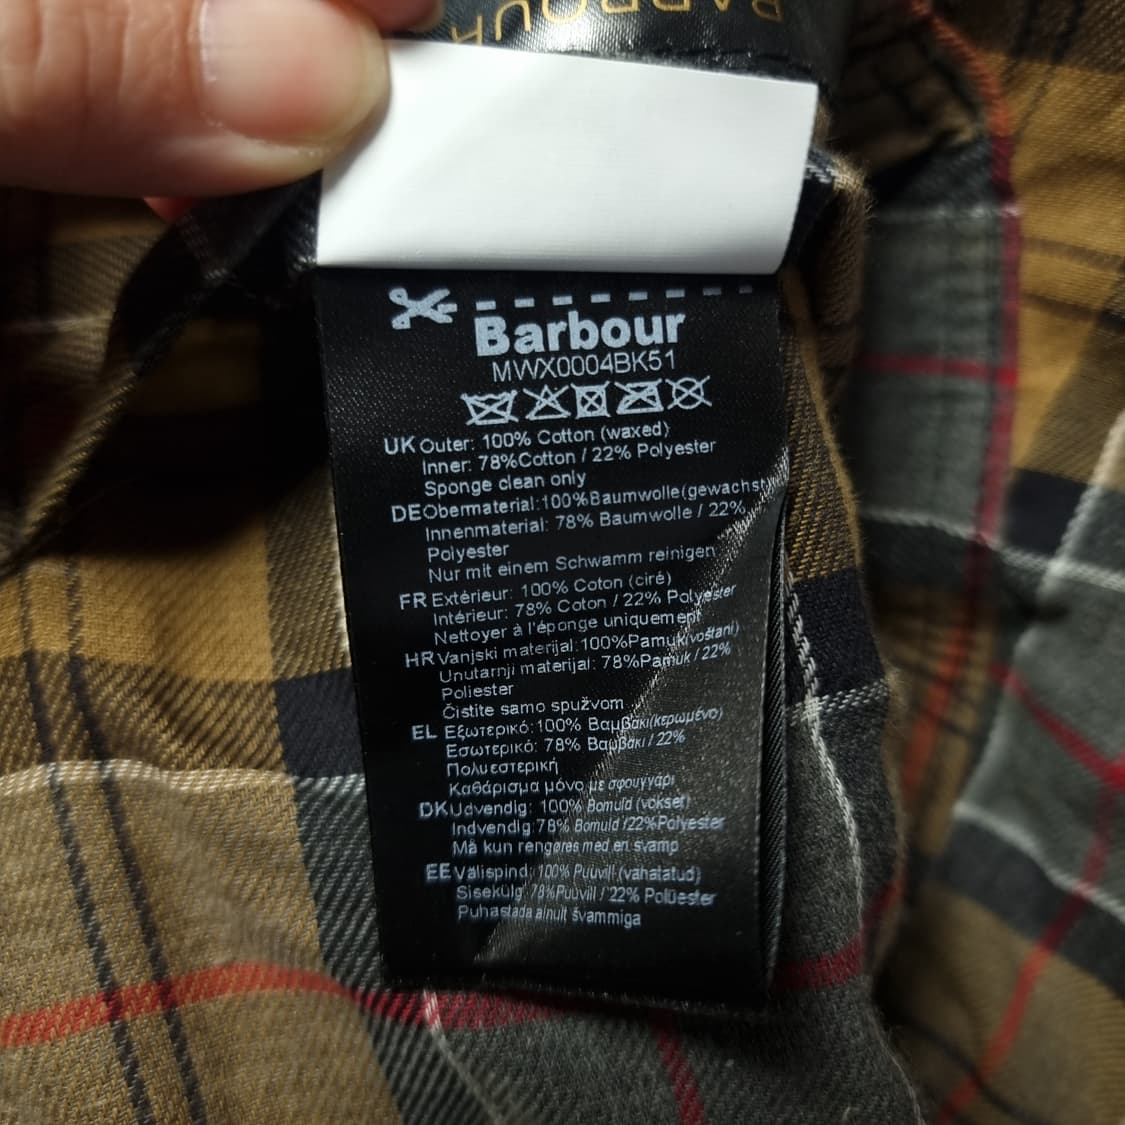 BARBOUR
Barbour
MWX0004BK51
UK Outer: 100% Cotton (waxed)
Inner: 78%Cotton / 22% Polyester
Sponge clean only
DE Obermaterial:100%Baumwolle(gewachst)
Innenmaterial: 78% Baumwolle / 22%
Polyester
Nur mit einem Schwamm reinigen
FR Extérieur: 100% Coton (ciré)
Intérieur: 78% Coton / 22% Polyester
Nettoyer à l'éponge uniquement
HR Vanjski materijal:100%Pamuk(voštani)
Unutarnji materijal: 78%Pamuk / 22%
Poliester
Čistite samo spužvom
EL Εξωτερικό: 100% Βαμβάκι(κερωμένο)
Εσωτερικό: 78% Βαμβάκι / 22%
Πολυεστερική
Καθάρισμα μόνο με σφουγγάρι
DK Udvendig: 100% Bomuld (vokset)
Indvendig:78% Bomuld /22%Polyester
Må kun rengøres med en svamp
EE Välispind: 100% Puuvill (vahatatud)
Sisekülg: 78%Puuvill / 22% Polüester
Puhastada ainult švammiga